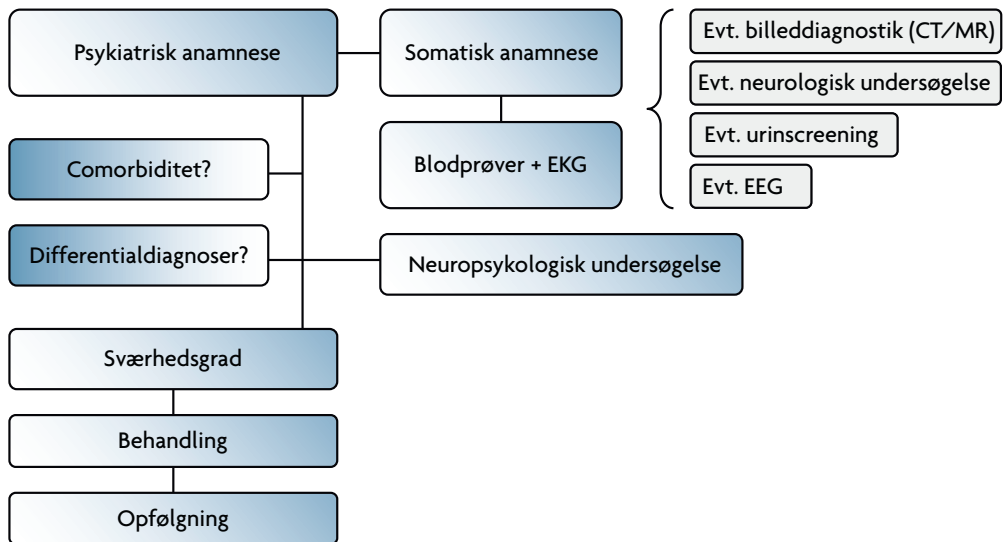 Psykiatrisk anamnese
Somatisk anamnese
Evt. billeddiagnostik (CT/MR)
Evt. neurologisk undersøgelse
Evt. urinscreening
Evt. EEG
Blodprøver + EKG
Comorbiditet?
Differentialdiagnoser?
Neuropsykologisk undersøgelse
Sværhedsgrad
Behandling
Opfølgning